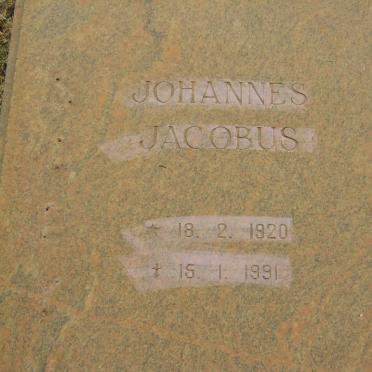 JOHANNES
JACOBUS
* 18. 2. 1920
† 15. 1. 1991